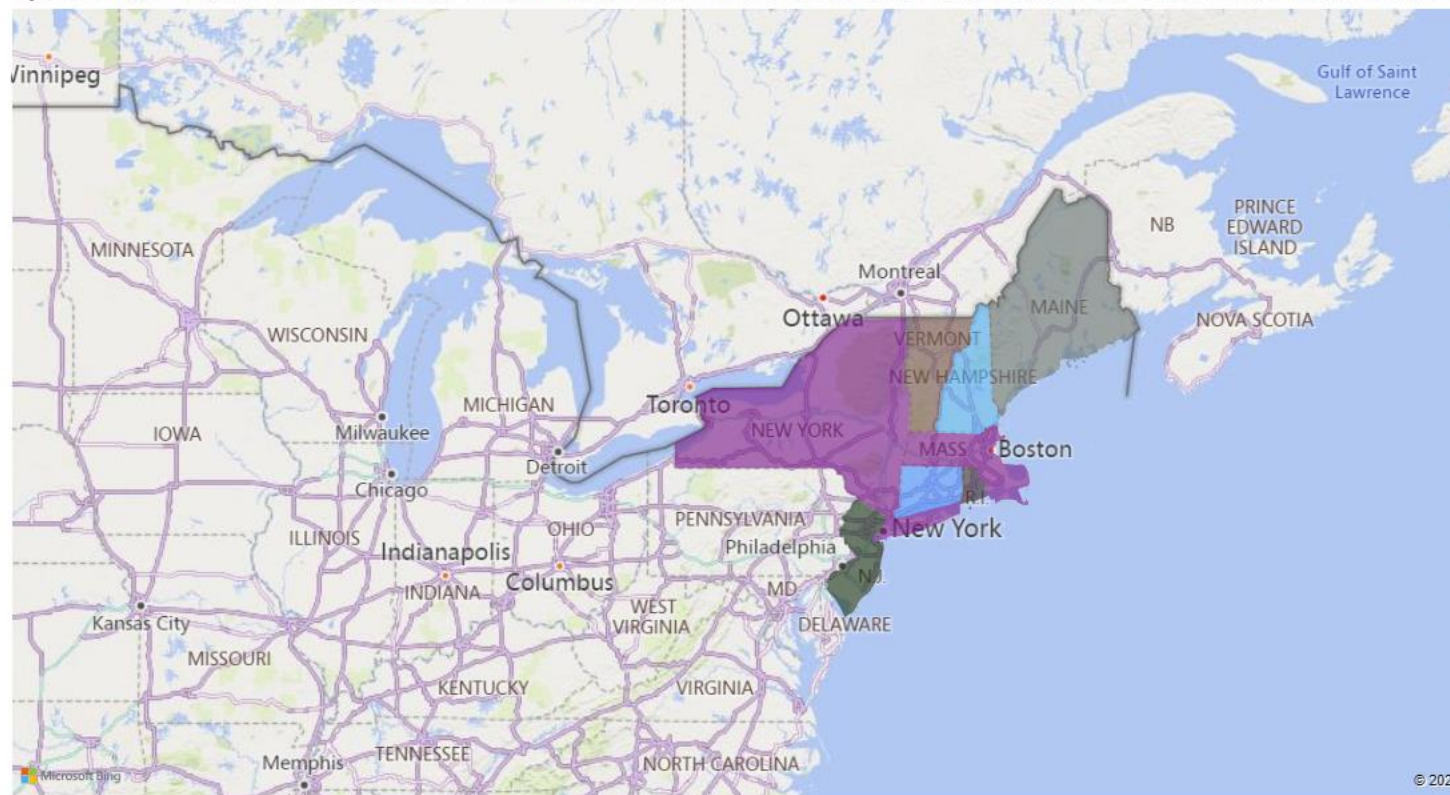 Winnipeg
Gulf of Saint
Lawrence
MINNESOTA
NB
PRINCE
EDWARD
ISLAND
Montreal
Ottawa
MAINE
NOVA SCOTIA
WISCONSIN
VERMONT
NEW HAMPSHIRE
MICHIGAN
Toronto
IOWA
Milwaukee
NEW YORK
MASS
Boston
Detroit
Chicago
R.I.
ILLINOIS
OHIO
PENNSYLVANIA
New York
Indianapolis
Philadelphia
Columbus
INDIANA
MD
N.J.
Kansas City
WEST
VIRGINIA
DELAWARE
MISSOURI
KENTUCKY
VIRGINIA
TENNESSEE
Memphis
NORTH CAROLINA
Microsoft Bing
© 202